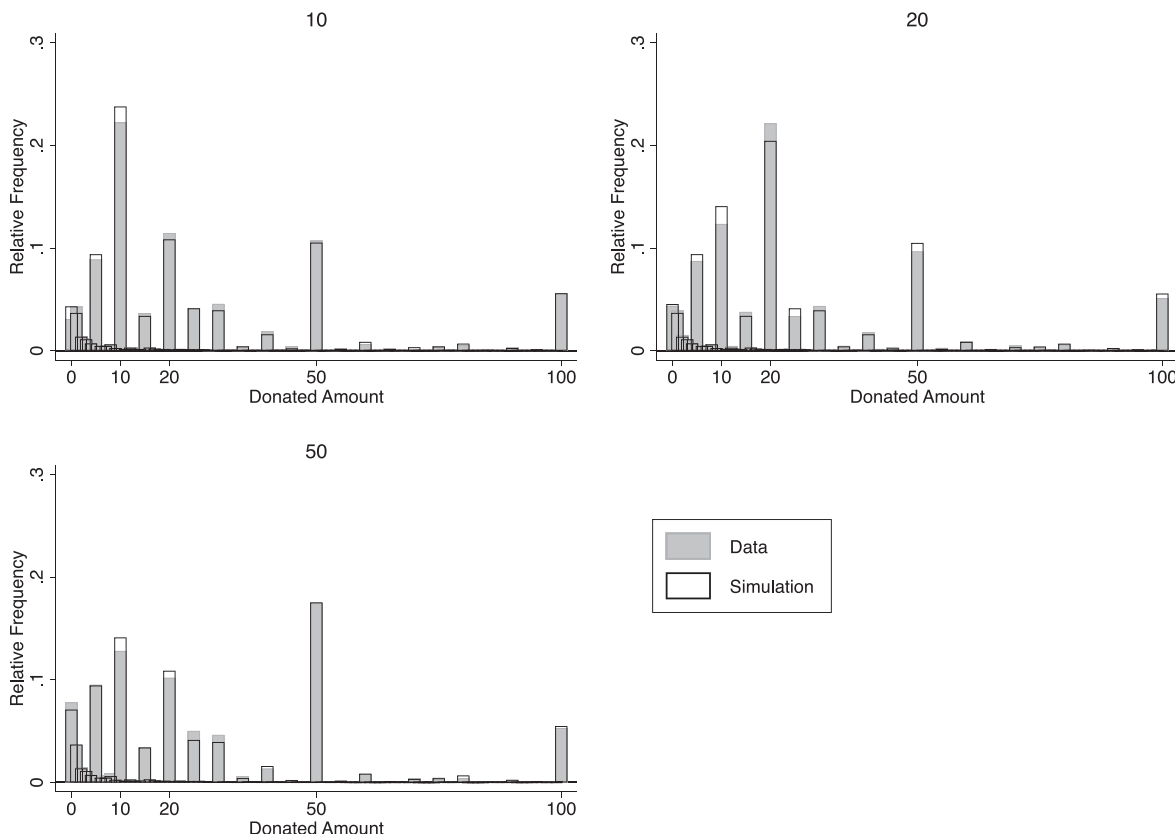 10
.3
.2
.1
0
Relative Frequency
0 10 20 50 100
Donated Amount
20
.3
.2
.1
0
Relative Frequency
0 10 20 50 100
Donated Amount
50
.3
.2
.1
0
Relative Frequency
0 10 20 50 100
Donated Amount
Data
Simulation